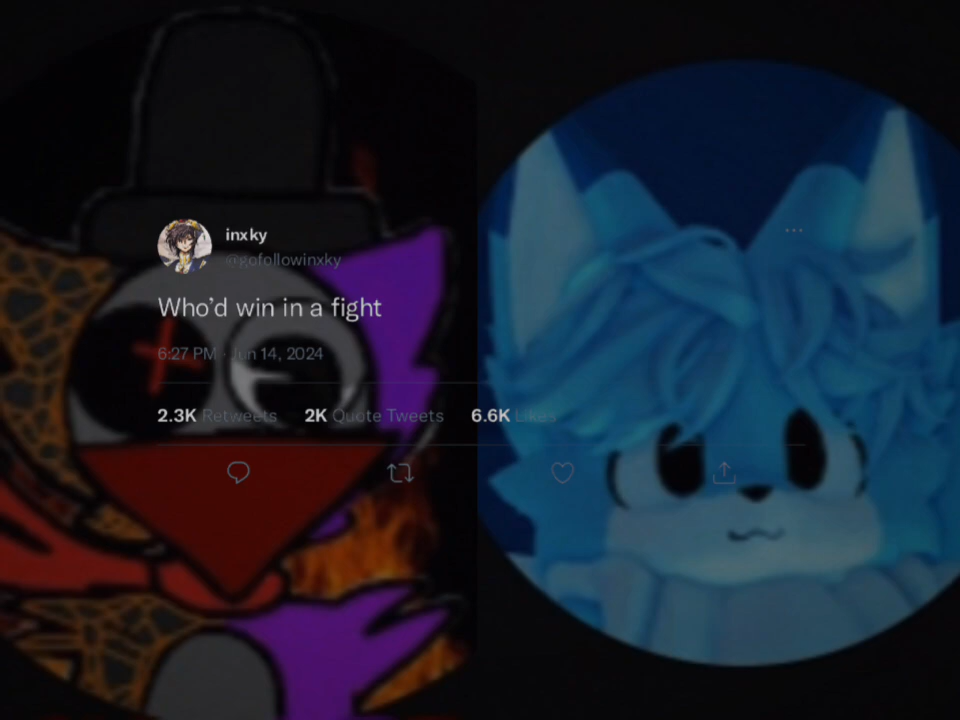 inxky
@gofollowinxky
Who’d win in a fight
6:27 PM · Jun 14, 2024
2.3K Retweets 2K Quote Tweets 6.6K Likes